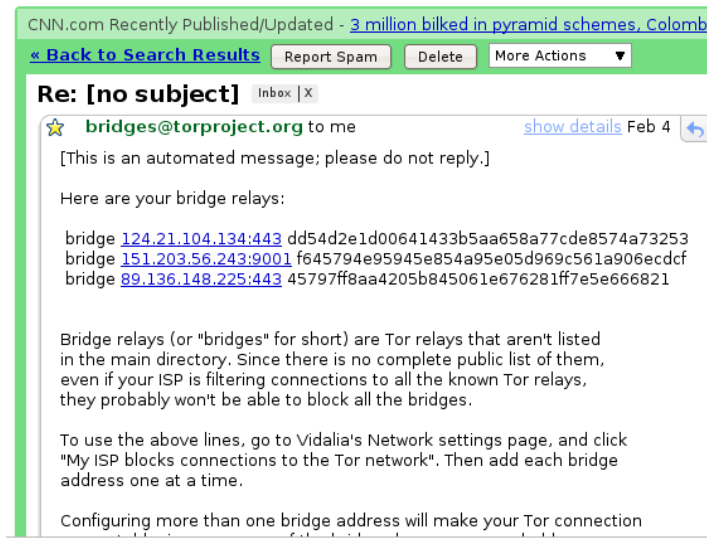 CNN.com Recently Published/Updated - 3 million bilked in pyramid schemes, Colomb
« Back to Search Results Report Spam Delete More Actions ▼
Re: [no subject] Inbox | X
bridges@torproject.org to me show details Feb 4
[This is an automated message; please do not reply.]
Here are your bridge relays:
bridge 124.21.104.134:443 dd54d2e1d00641433b5aa658a77cde8574a73253
bridge 151.203.56.243:9001 f645794e95945e854a95e05d969c561a906ecdcf
bridge 89.136.148.225:443 45797ff8aa4205b845061e676281ff7e5e666821
Bridge relays (or "bridges" for short) are Tor relays that aren't listed
in the main directory. Since there is no complete public list of them,
even if your ISP is filtering connections to all the known Tor relays,
they probably won't be able to block all the bridges.
To use the above lines, go to Vidalia's Network settings page, and click
"My ISP blocks connections to the Tor network". Then add each bridge
address one at a time.
Configuring more than one bridge address will make your Tor connection